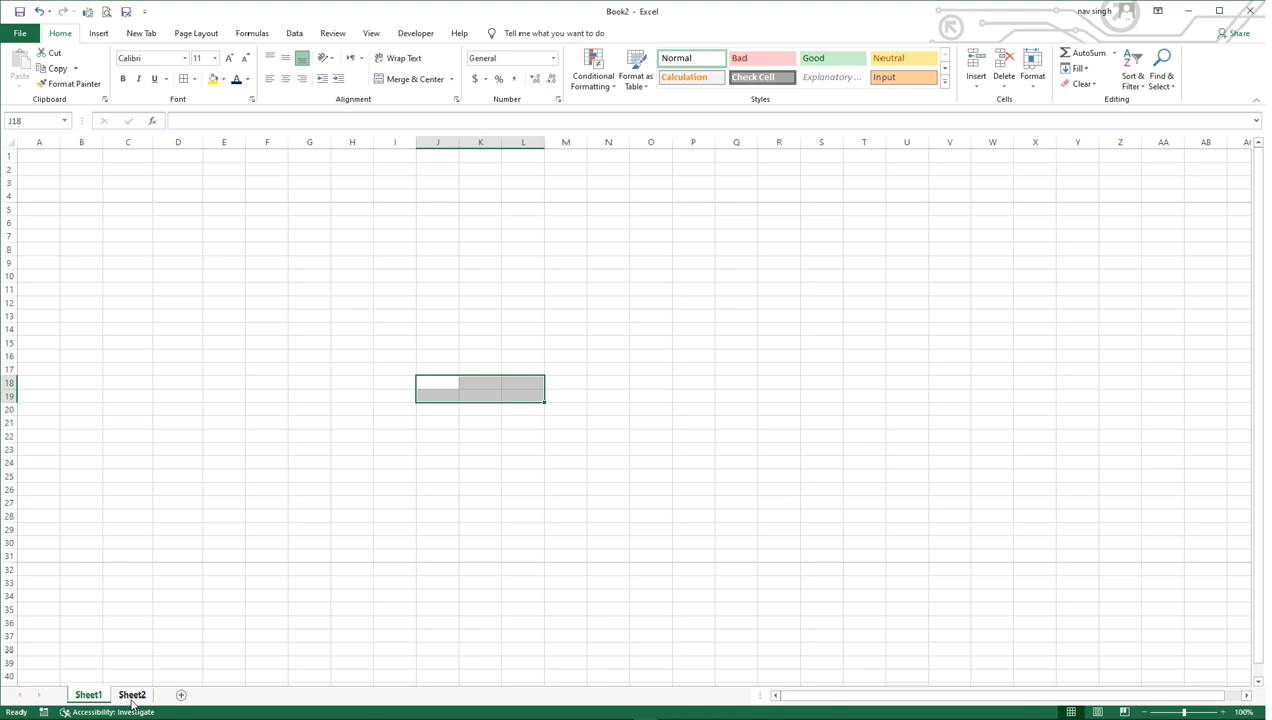 Book2 - Excel
nav singh
File Home Insert New Tab Page Layout Formulas Data Review View Developer Help Tell me what you want to do Share
Paste
Cut
Copy
Format Painter
Clipboard
Calibri 11
B I U
Font
Wrap Text
Merge & Center
Alignment
General
$ % ,
Number
Conditional Formatting
Format as Table
Normal Bad Good Neutral
Calculation Check Cell Explanatory ... Input
Styles
Insert Delete Format
Cells
AutoSum
Fill
Clear
Sort & Filter
Find & Select
Editing
J18
fx
A B C D E F G H I J K L M N O P Q R S T U V W X Y Z AA AB
1
2
3
4
5
6
7
8
9
10
11
12
13
14
15
16
17
18
19
20
21
22
23
24
25
26
27
28
29
30
31
32
33
34
35
36
37
38
39
40
Sheet1 Sheet2
Ready Accessibility: Investigate 100%